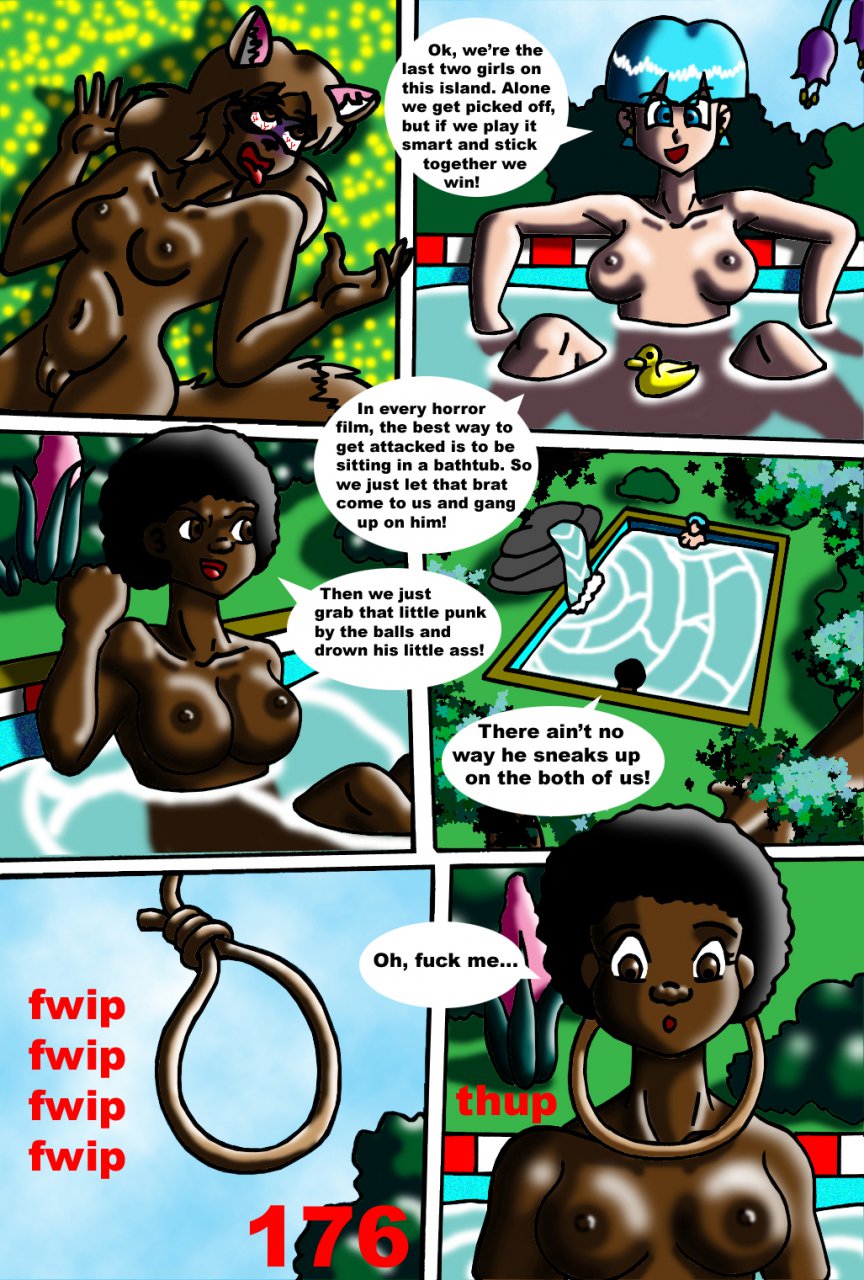 Ok, we're the
last two girls on
this island. Alone
we get picked off,
but if we play it
smart and stick
together we
win!
In every horror
film, the best way to
get attacked is to be
sitting in a bathtub. So
we just let that brat
come to us and gang
up on him!
Then we just
grab that little punk
by the balls and
drown his little ass!
There ain't no
way he sneaks up
on the both of us!
fwip
fwip
fwip
fwip
Oh, fuck me...
thup
176